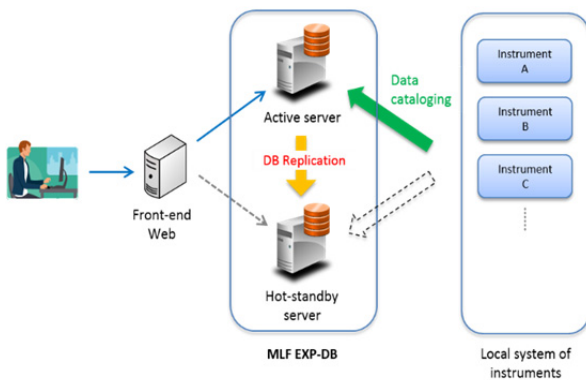 Instrument
A
Data
cataloging
Instrument
B
Active server
DB Replication
Instrument
C
Front-end
Web
Hot-standby
server
MLF EXP-DB
Local system of
instruments